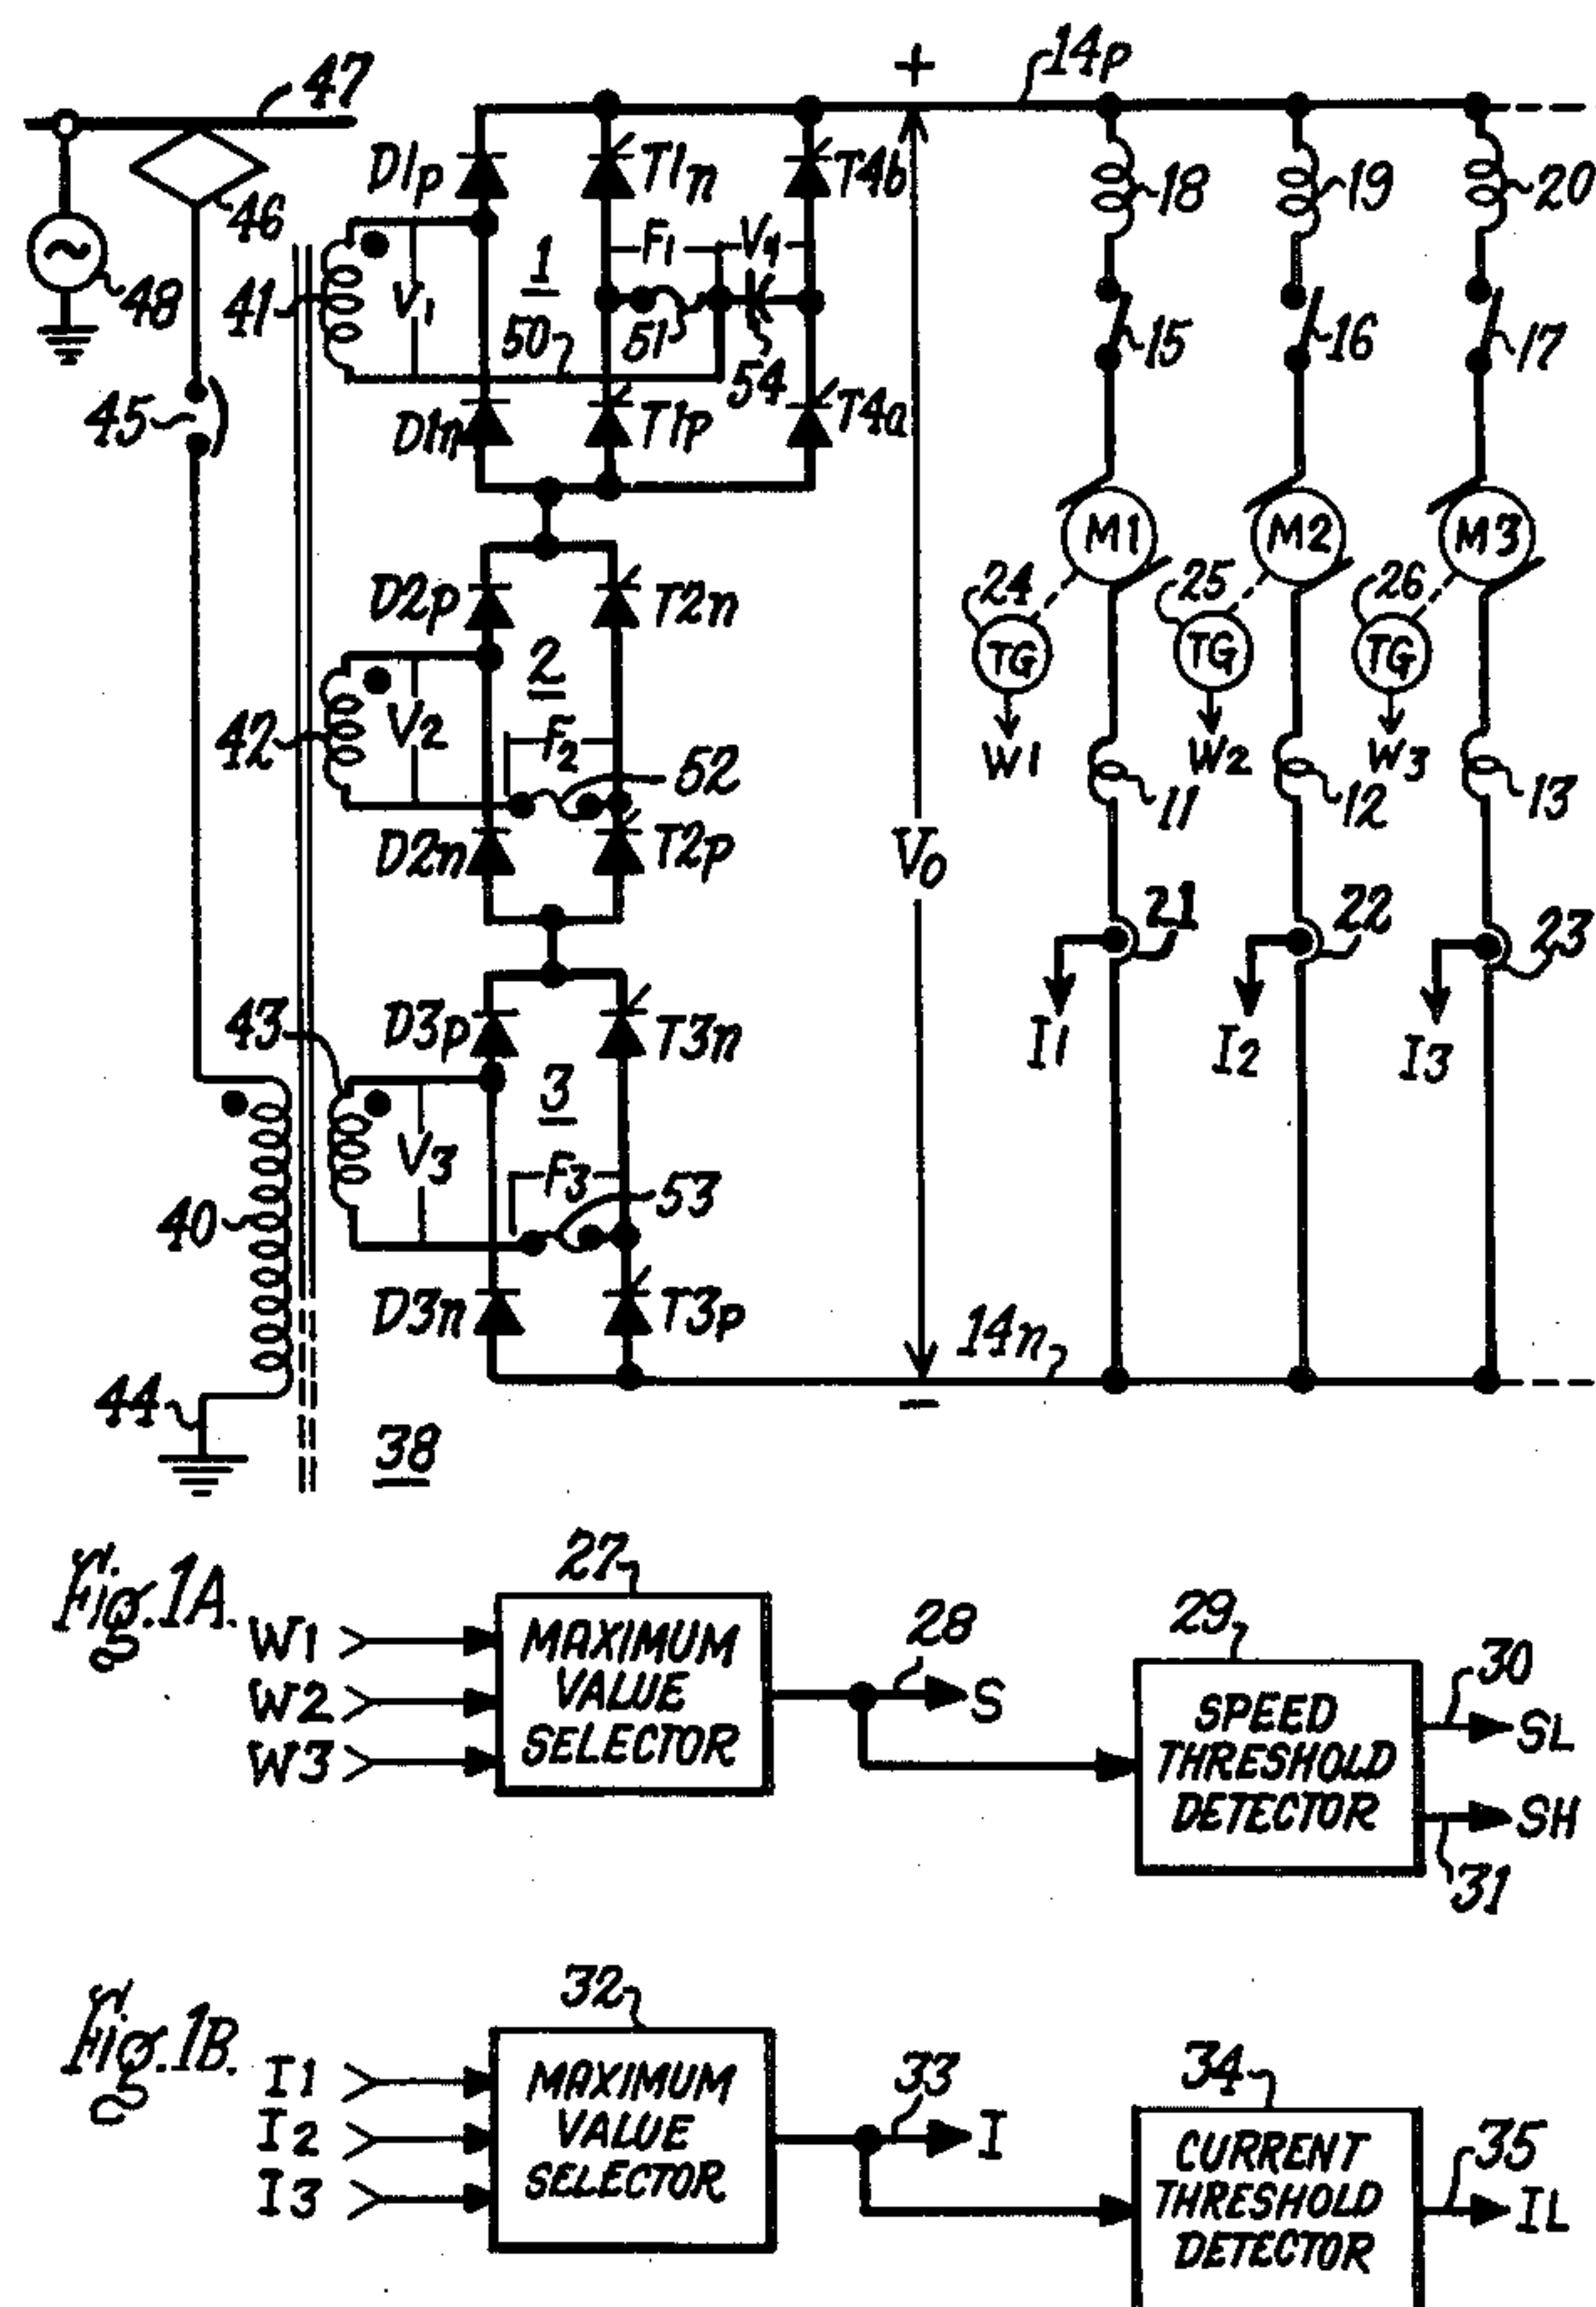 47
+
14p
D1p
T1n
T4b
18
19
20
46
48
41
V1
1
F1
V4
50
51
54
15
16
17
45
D1n
T1p
T4a
M1
M2
M3
D2p
T2n
24
25
26
TG
TG
TG
2
42
V2
F2
52
W1
W2
W3
11
12
13
D2n
T2p
Vo
21
22
23
43
D3p
T3n
I1
I2
I3
3
V3
F3
53
40
D3n
T3p
14n
44
-
38
Fig.1A.
27
W1
W2
W3
MAXIMUM
VALUE
SELECTOR
28
S
29
SPEED
THRESHOLD
DETECTOR
30
SL
SH
31
Fig.1B.
32
I1
I2
I3
MAXIMUM
VALUE
SELECTOR
33
I
34
CURRENT
THRESHOLD
DETECTOR
35
IL